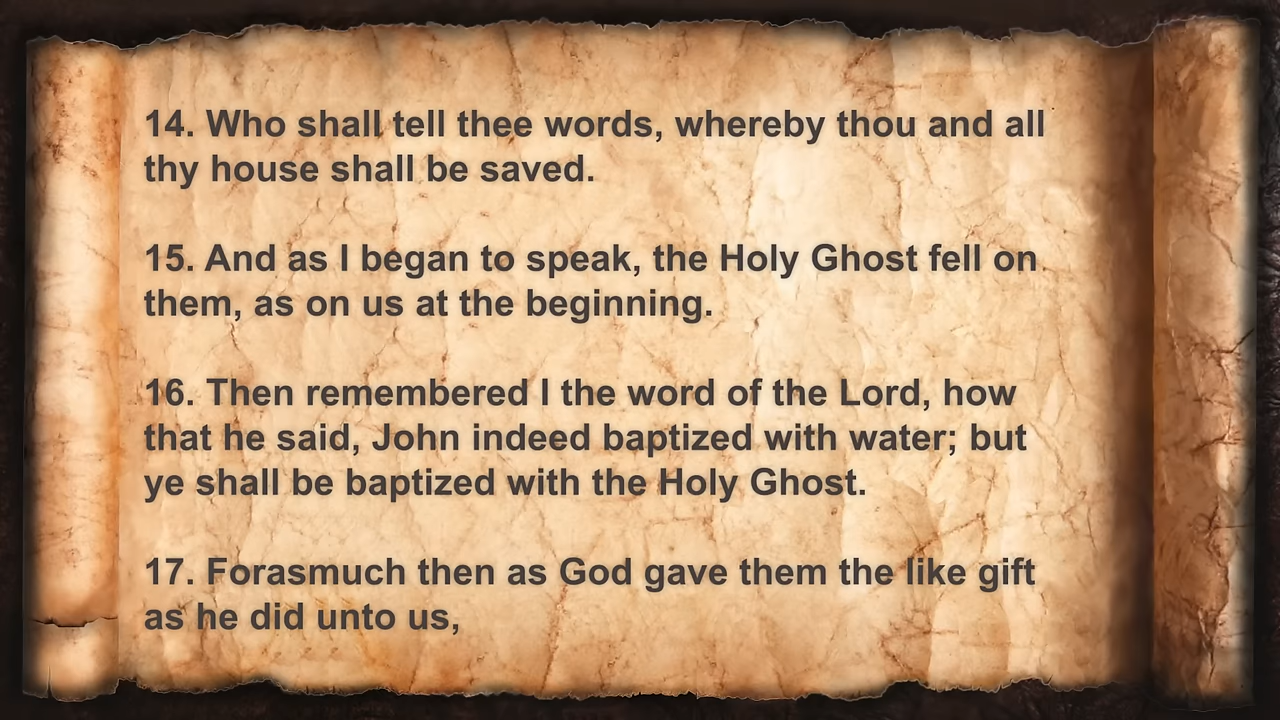 14. Who shall tell thee words, whereby thou and all
thy house shall be saved.
15. And as I began to speak, the Holy Ghost fell on
them, as on us at the beginning.
16. Then remembered I the word of the Lord, how
that he said, John indeed baptized with water; but
ye shall be baptized with the Holy Ghost.
17. Forasmuch then as God gave them the like gift
as he did unto us,